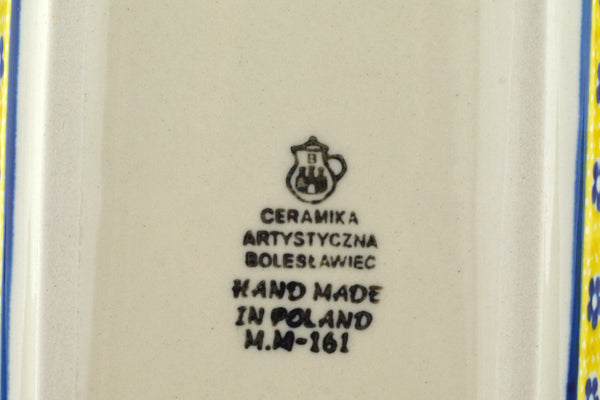 B
CERAMIKA
ARTYSTYCZNA
BOLESŁAWIEC
HAND MADE
IN POLAND
M.M-161